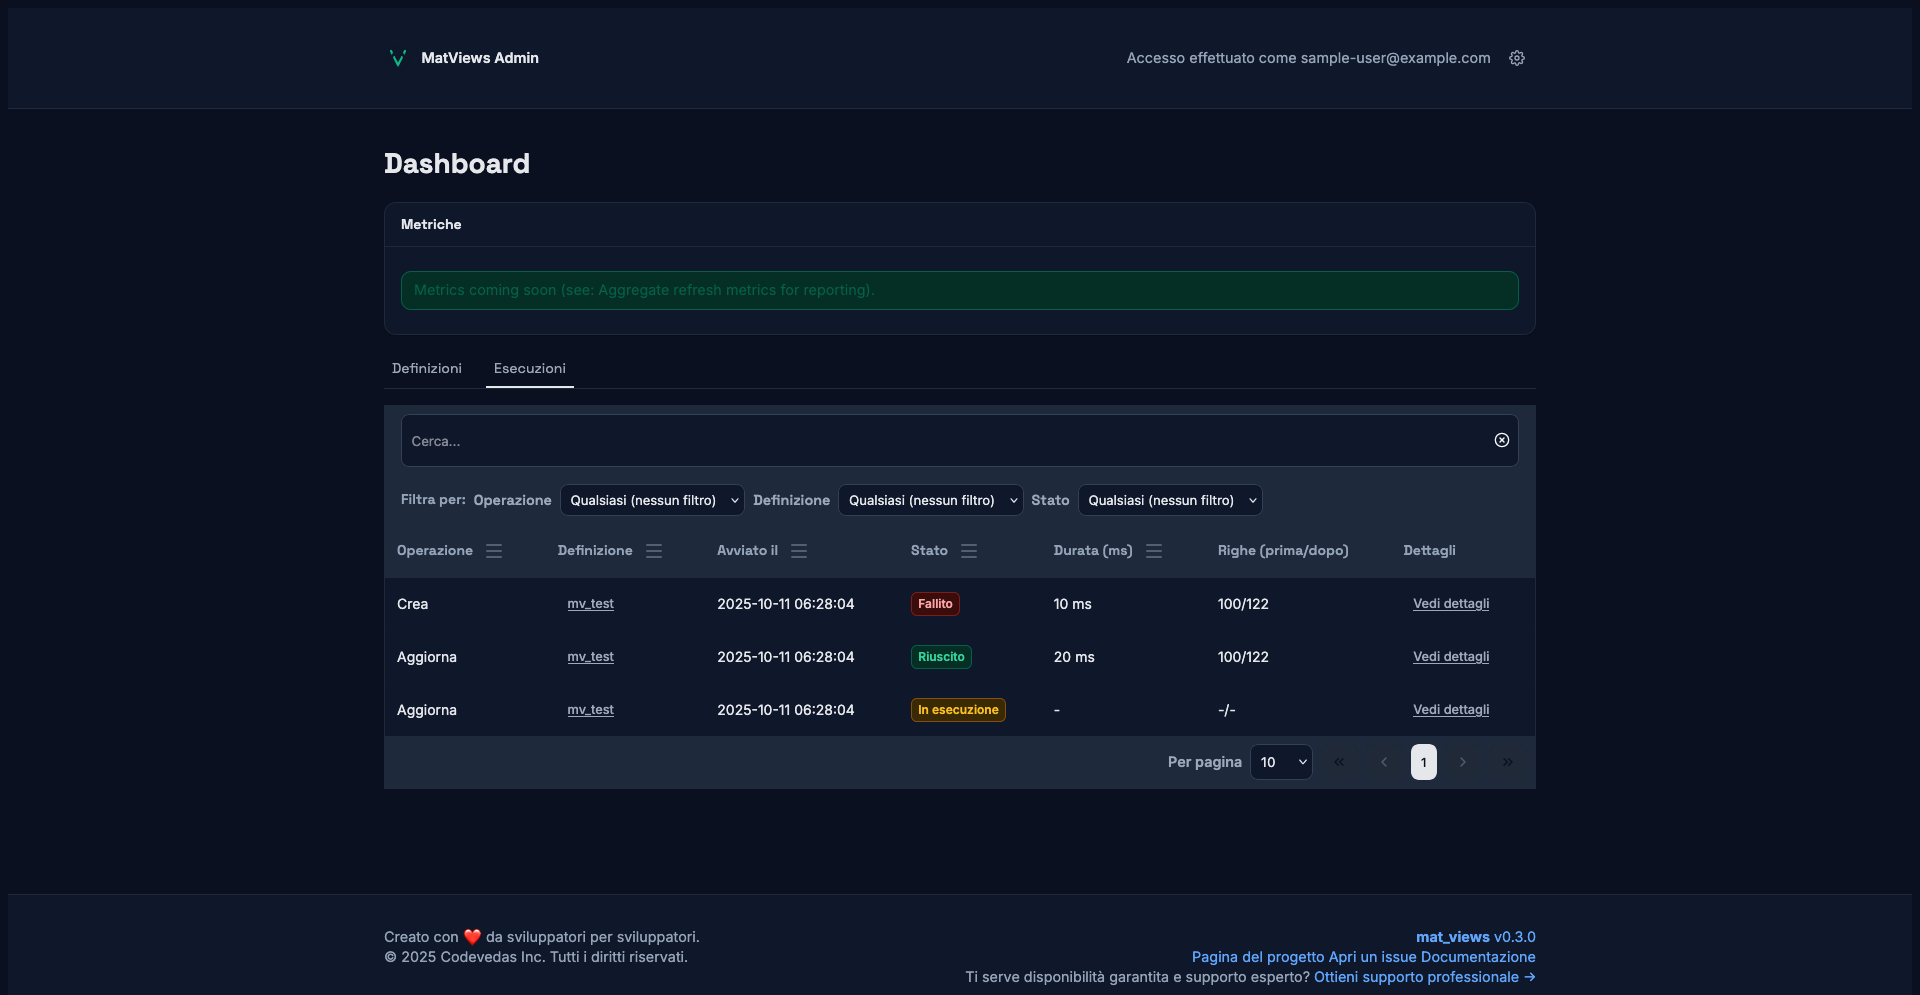 MatViews Admin
Accesso effettuato come sample-user@example.com
Dashboard
Metriche
Metrics coming soon (see: Aggregate refresh metrics for reporting).
Definizioni Esecuzioni
Cerca...
Filtra per: Operazione Qualsiasi (nessun filtro) Definizione Qualsiasi (nessun filtro) Stato Qualsiasi (nessun filtro)
Operazione Definizione Avviato il Stato Durata (ms) Righe (prima/dopo) Dettagli
Crea mv_test 2025-10-11 06:28:04 Fallito 10 ms 100/122 Vedi dettagli
Aggiorna mv_test 2025-10-11 06:28:04 Riuscito 20 ms 100/122 Vedi dettagli
Aggiorna mv_test 2025-10-11 06:28:04 In esecuzione - -/- Vedi dettagli
Per pagina 10 « ‹ 1 › »
Creato con ❤️ da sviluppatori per sviluppatori.
© 2025 Codevedas Inc. Tutti i diritti riservati.
mat_views v0.3.0
Pagina del progetto Apri un issue Documentazione
Ti serve disponibilità garantita e supporto esperto? Ottieni supporto professionale →